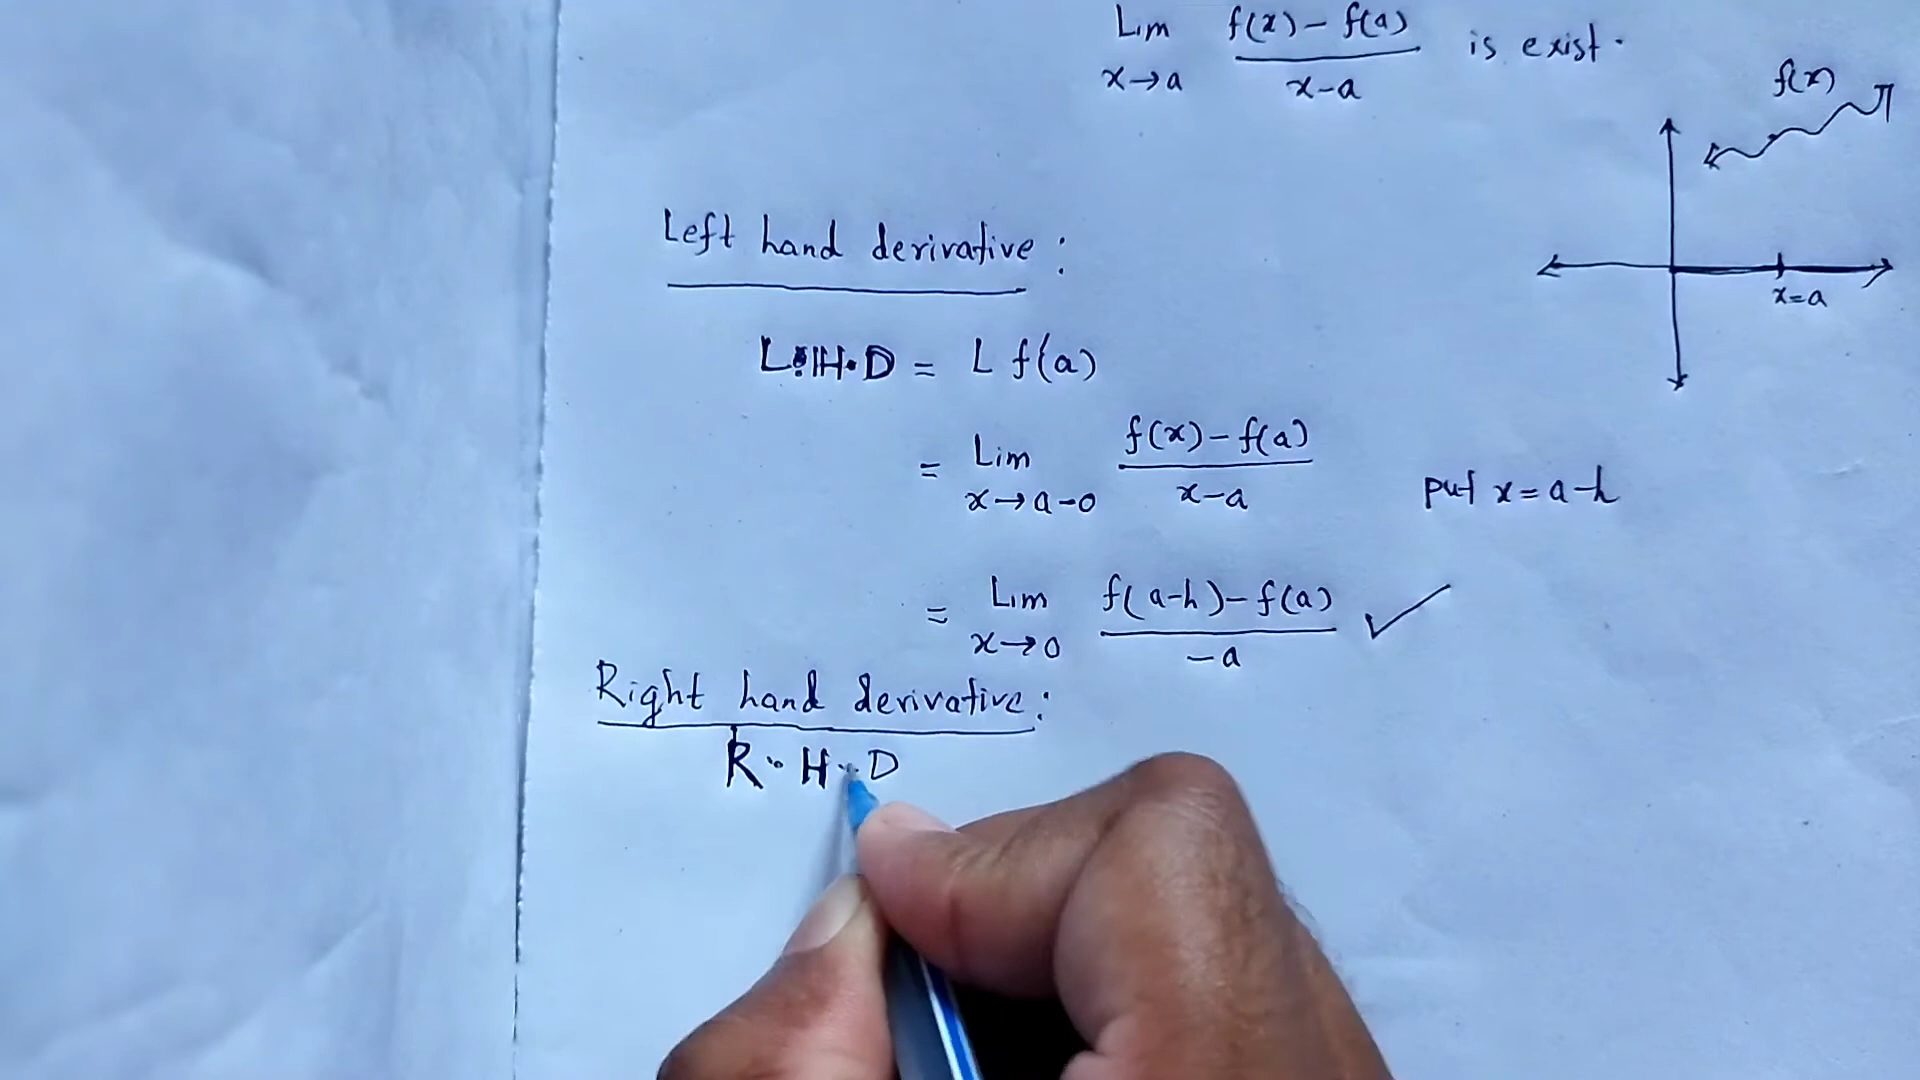 Lim x→a f(x)-f(a) / x-a is exist.
f(x)
x=a
Left hand derivative:
L.H.D = L f(a)
= Lim x→a-0 f(x)-f(a) / x-a put x=a-h
= Lim x→0 f(a-h)-f(a) / -a ✓
Right hand derivative:
R.H.D